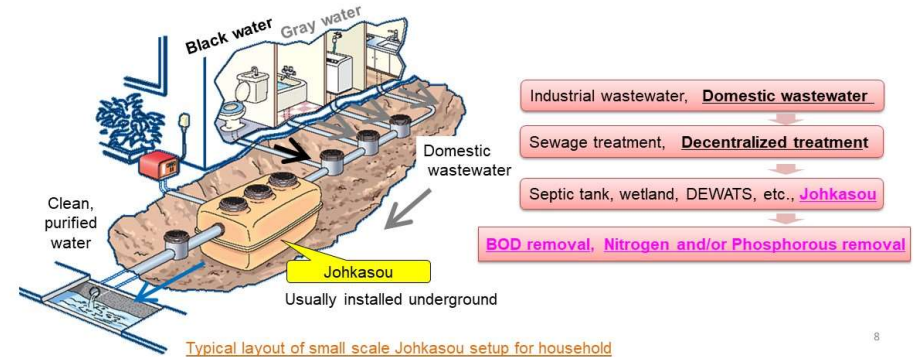 Black water
Gray water
Domestic
wastewater
Clean,
purified
water
Johkasou
Usually installed underground
Typical layout of small scale Johkasou setup for household
Industrial wastewater, Domestic wastewater
Sewage treatment, Decentralized treatment
Septic tank, wetland, DEWATS, etc., Johkasou
BOD removal, Nitrogen and/or Phosphorous removal
8